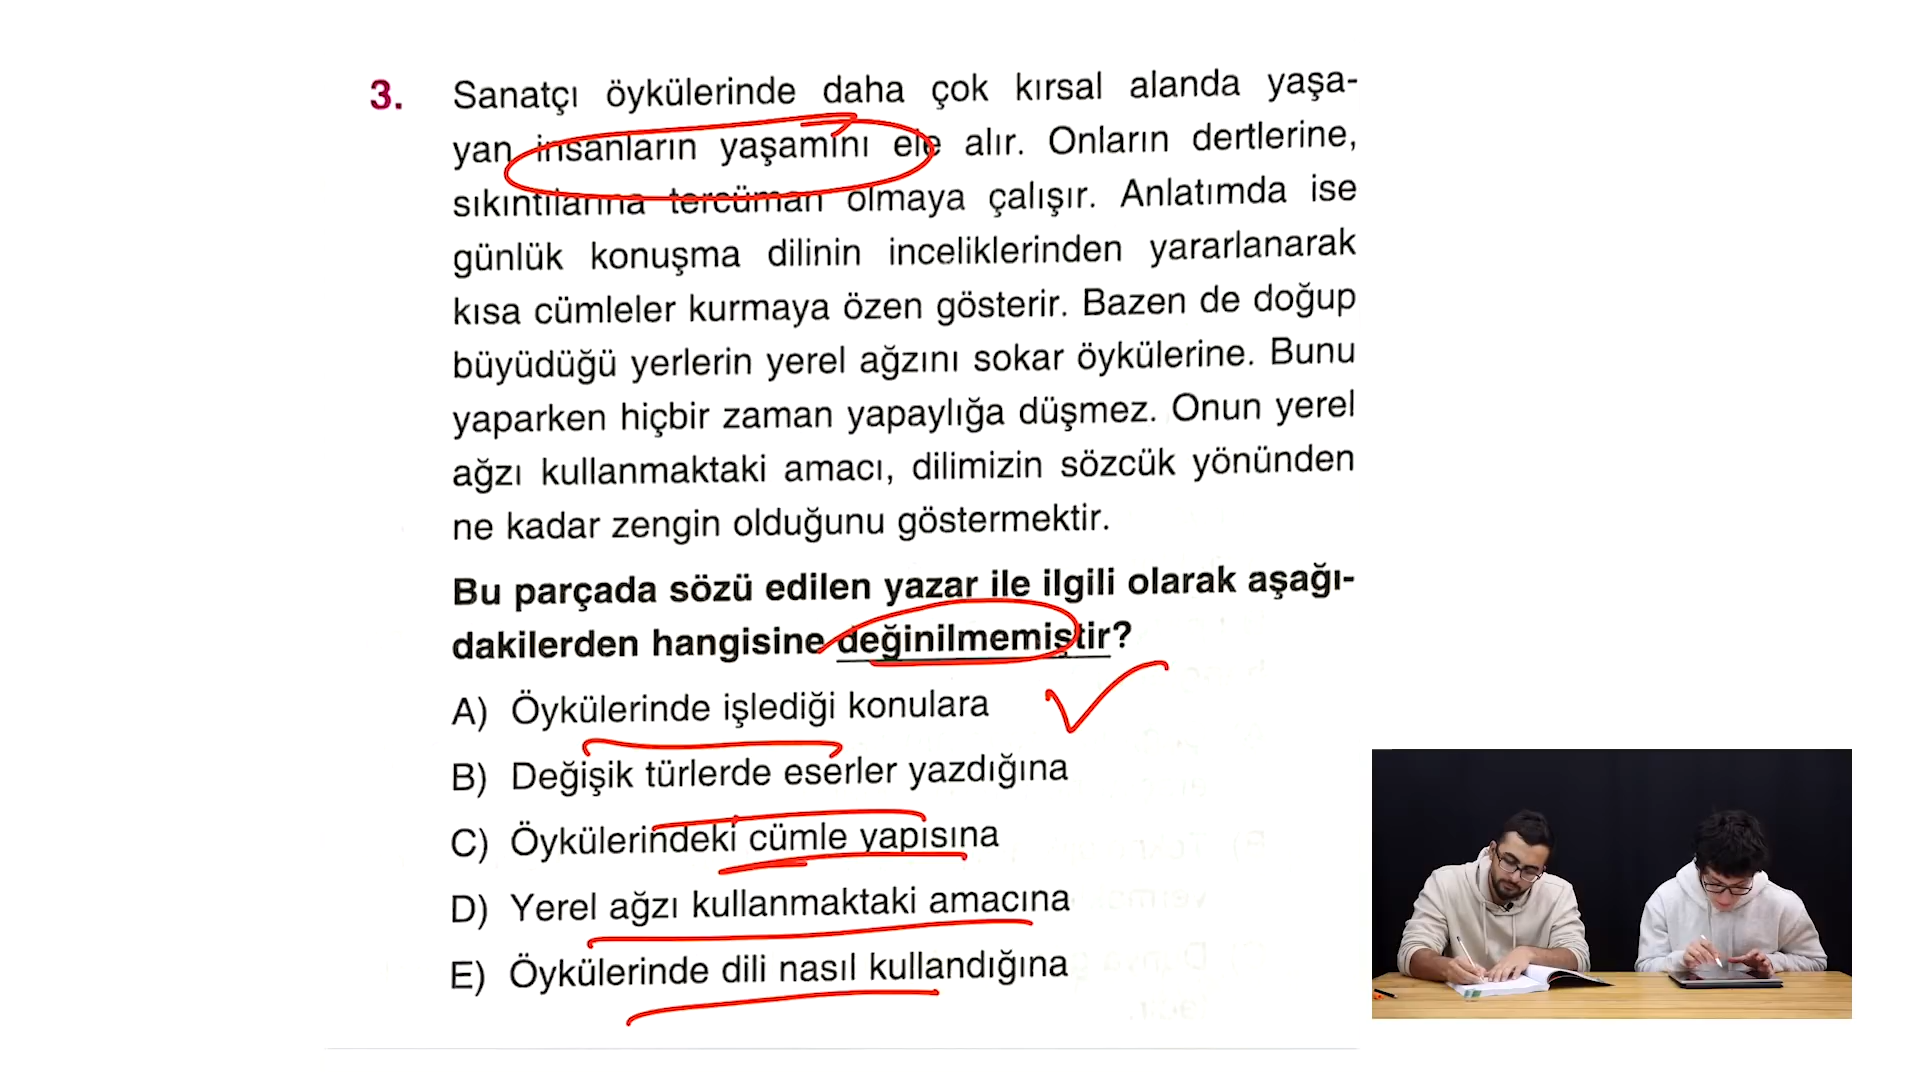 3. Sanatçı öykülerinde daha çok kırsal alanda yaşa-
yan insanların yaşamını ele alır. Onların dertlerine,
sıkıntılarına tercüman olmaya çalışır. Anlatımda ise
günlük konuşma dilinin inceliklerinden yararlanarak
kısa cümleler kurmaya özen gösterir. Bazen de doğup
büyüdüğü yerlerin yerel ağzını sokar öykülerine. Bunu
yaparken hiçbir zaman yapaylığa düşmez. Onun yerel
ağzı kullanmaktaki amacı, dilimizin sözcük yönünden
ne kadar zengin olduğunu göstermektir.
Bu parçada sözü edilen yazar ile ilgili olarak aşağı-
dakilerden hangisine değinilmemiştir?
A) Öykülerinde işlediği konulara
B) Değişik türlerde eserler yazdığına
C) Öykülerindeki cümle yapısına
D) Yerel ağzı kullanmaktaki amacına
E) Öykülerinde dili nasıl kullandığına